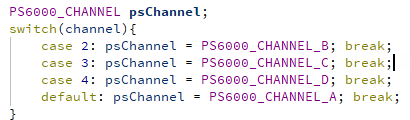 PS6000_CHANNEL psChannel;
switch(channel){
    case 2: psChannel = PS6000_CHANNEL_B; break;
    case 3: psChannel = PS6000_CHANNEL_C; break;
    case 4: psChannel = PS6000_CHANNEL_D; break;
    default: psChannel = PS6000_CHANNEL_A; break;
}